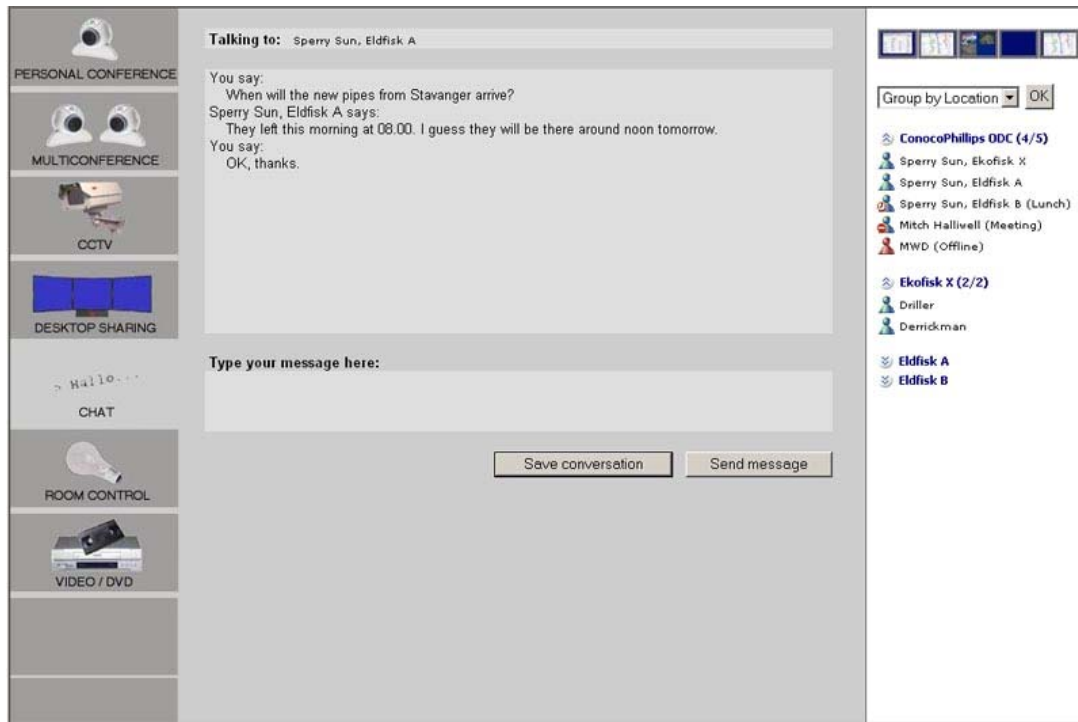 PERSONAL CONFERENCE
MULTICONFERENCE
CCTV
DESKTOP SHARING
> Hallo...
CHAT
ROOM CONTROL
VIDEO / DVD
Talking to: Sperry Sun, Eldfisk A
You say:
When will the new pipes from Stavanger arrive?
Sperry Sun, Eldfisk A says:
They left this morning at 08.00. I guess they will be there around noon tomorrow.
You say:
OK, thanks.
Type your message here:
Save conversation
Send message
Group by Location
OK
ConocoPhillips ODC (4/5)
Sperry Sun, Ekofisk X
Sperry Sun, Eldfisk A
Sperry Sun, Eldfisk B (Lunch)
Mitch Halliwell (Meeting)
MWD (Offline)
Ekofisk X (2/2)
Driller
Derrickman
Eldfisk A
Eldfisk B